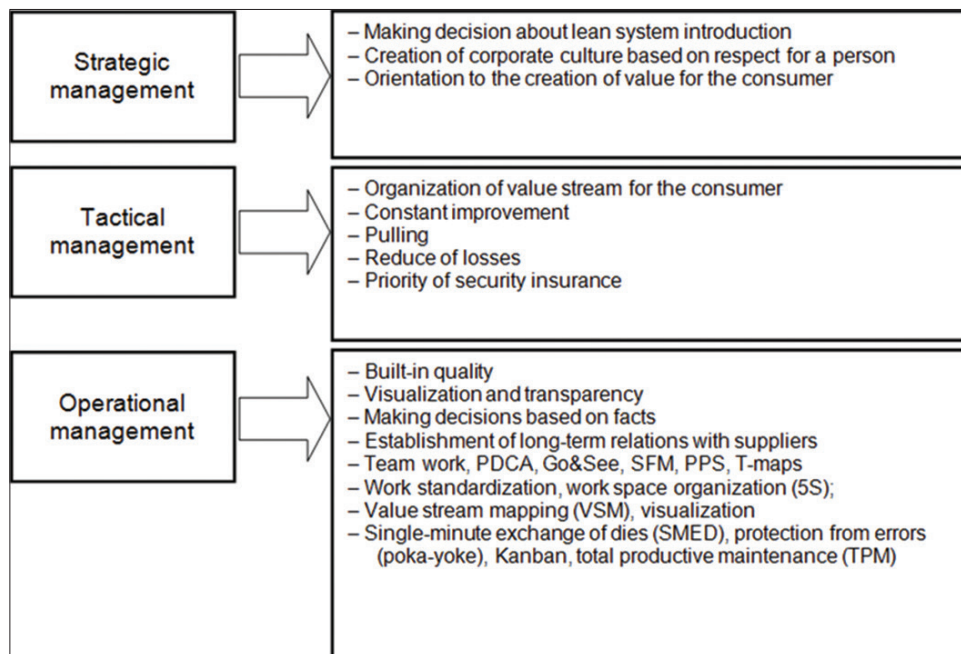 Strategic
management
– Making decision about lean system introduction
– Creation of corporate culture based on respect for a person
– Orientation to the creation of value for the consumer
Tactical
management
– Organization of value stream for the consumer
– Constant improvement
– Pulling
– Reduce of losses
– Priority of security insurance
Operational
management
– Built-in quality
– Visualization and transparency
– Making decisions based on facts
– Establishment of long-term relations with suppliers
– Team work, PDCA, Go&See, SFM, PPS, T-maps
– Work standardization, work space organization (5S);
– Value stream mapping (VSM), visualization
– Single-minute exchange of dies (SMED), protection from errors
(poka-yoke), Kanban, total productive maintenance (TPM)